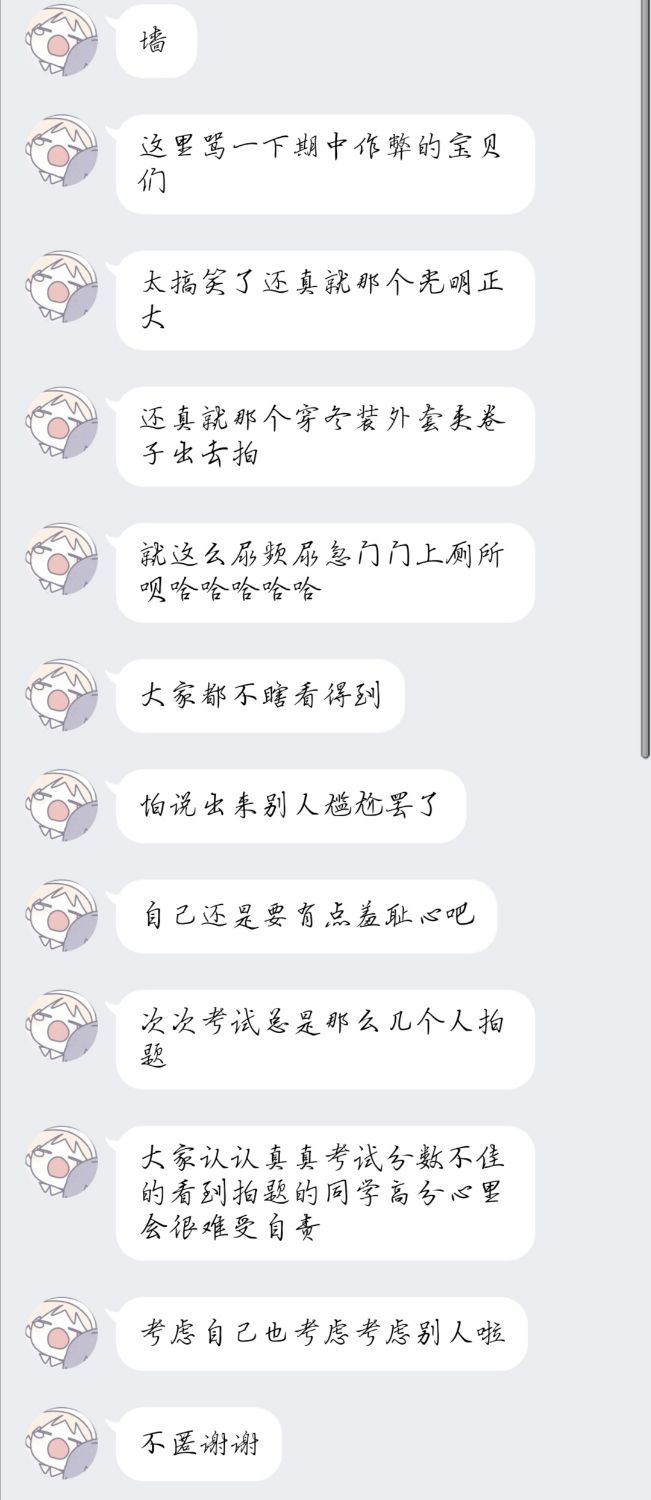 墙
这里骂一下期中作弊的宝贝
们
太搞笑了还真就那个光明正
大
还真就那个穿冬装外套夹卷
子出去拍
就这么尿频尿急门门上厕所
呗哈哈哈哈哈
大家都不瞎看得到
怕说出来别人尴尬罢了
自己还是要有点羞耻心吧
次次考试总是那么几个人拍
题
大家认认真真考试分数不佳
的看到拍题的同学高分心里
会很难受自责
考虑自己也考虑考虑别人啦
不匿谢谢